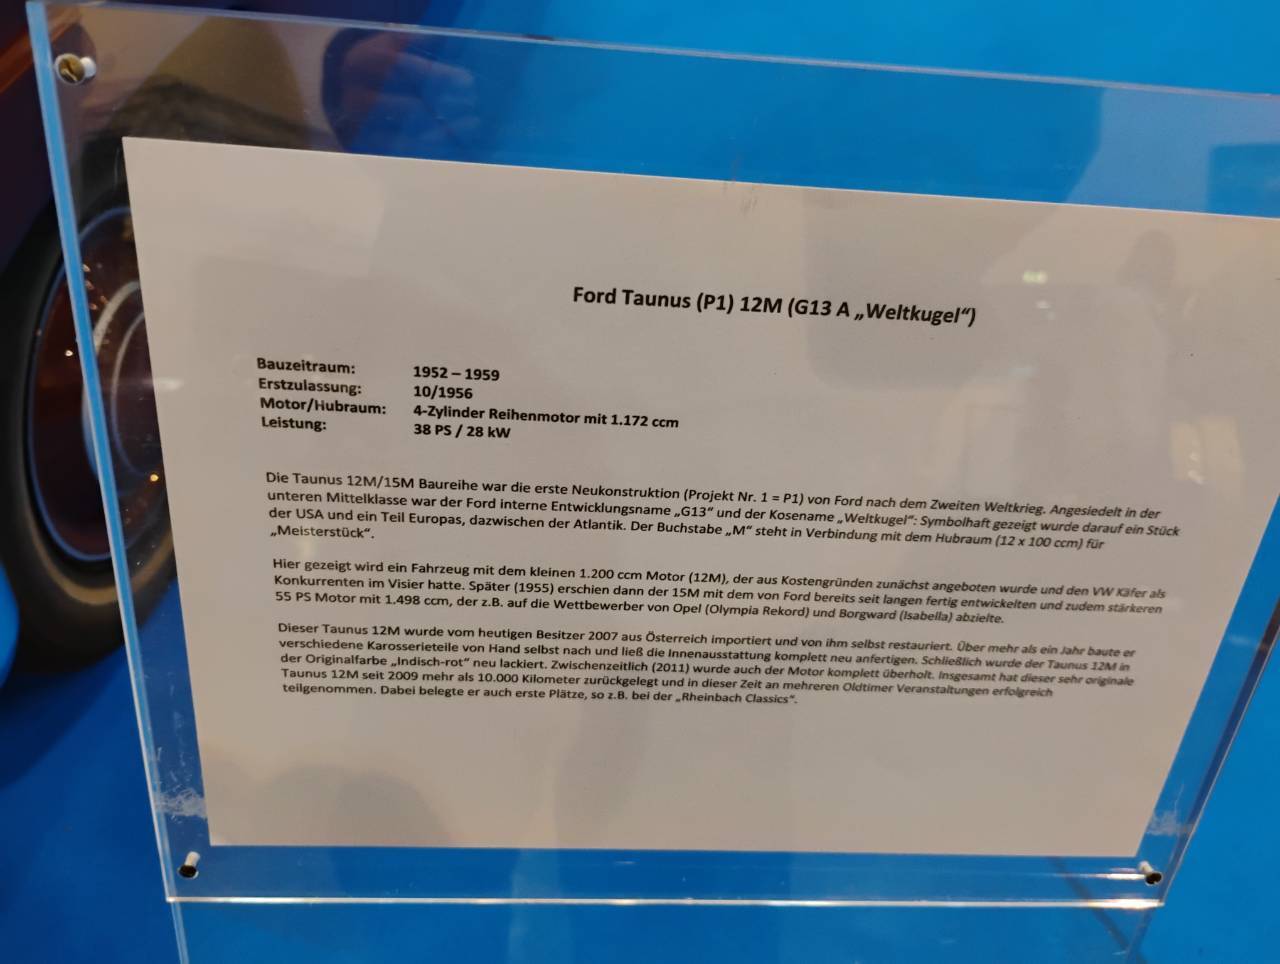 Ford Taunus (P1) 12M (G13 A „Weltkugel“)
Bauzeitraum: 1952 – 1959
Erstzulassung: 10/1956
Motor/Hubraum: 4-Zylinder Reihenmotor mit 1.172 ccm
Leistung: 38 PS / 28 kW
Die Taunus 12M/15M Baureihe war die erste Neukonstruktion (Projekt Nr. 1 = P1) von Ford nach dem Zweiten Weltkrieg. Angesiedelt in der
unteren Mittelklasse war der Ford interne Entwicklungsname „G13“ und der Kosename „Weltkugel“: Symbolhaft gezeigt wurde darauf ein Stück
der USA und ein Teil Europas, dazwischen der Atlantik. Der Buchstabe „M“ steht in Verbindung mit dem Hubraum (12 x 100 ccm) für
„Meisterstück“.
Hier gezeigt wird ein Fahrzeug mit dem kleinen 1.200 ccm Motor (12M), der aus Kostengründen zunächst angeboten wurde und den VW Käfer als
Konkurrenten im Visier hatte. Später (1955) erschien dann der 15M mit dem von Ford bereits seit langen fertig entwickelten und zudem stärkeren
55 PS Motor mit 1.498 ccm, der z.B. auf die Wettbewerber von Opel (Olympia Rekord) und Borgward (Isabella) abzielte.
Dieser Taunus 12M wurde vom heutigen Besitzer 2007 aus Österreich importiert und von ihm selbst restauriert. Über mehr als ein Jahr baute er
verschiedene Karosserieteile von Hand selbst nach und ließ die Innenausstattung komplett neu anfertigen. Schließlich wurde der Taunus 12M in
der Originalfarbe „Indisch-rot“ neu lackiert. Zwischenzeitlich (2011) wurde auch der Motor komplett überholt. Insgesamt hat dieser sehr originale
Taunus 12M seit 2009 mehr als 10.000 Kilometer zurückgelegt und in dieser Zeit an mehreren Oldtimer Veranstaltungen erfolgreich
teilgenommen. Dabei belegte er auch erste Plätze, so z.B. bei der „Rheinbach Classics“.